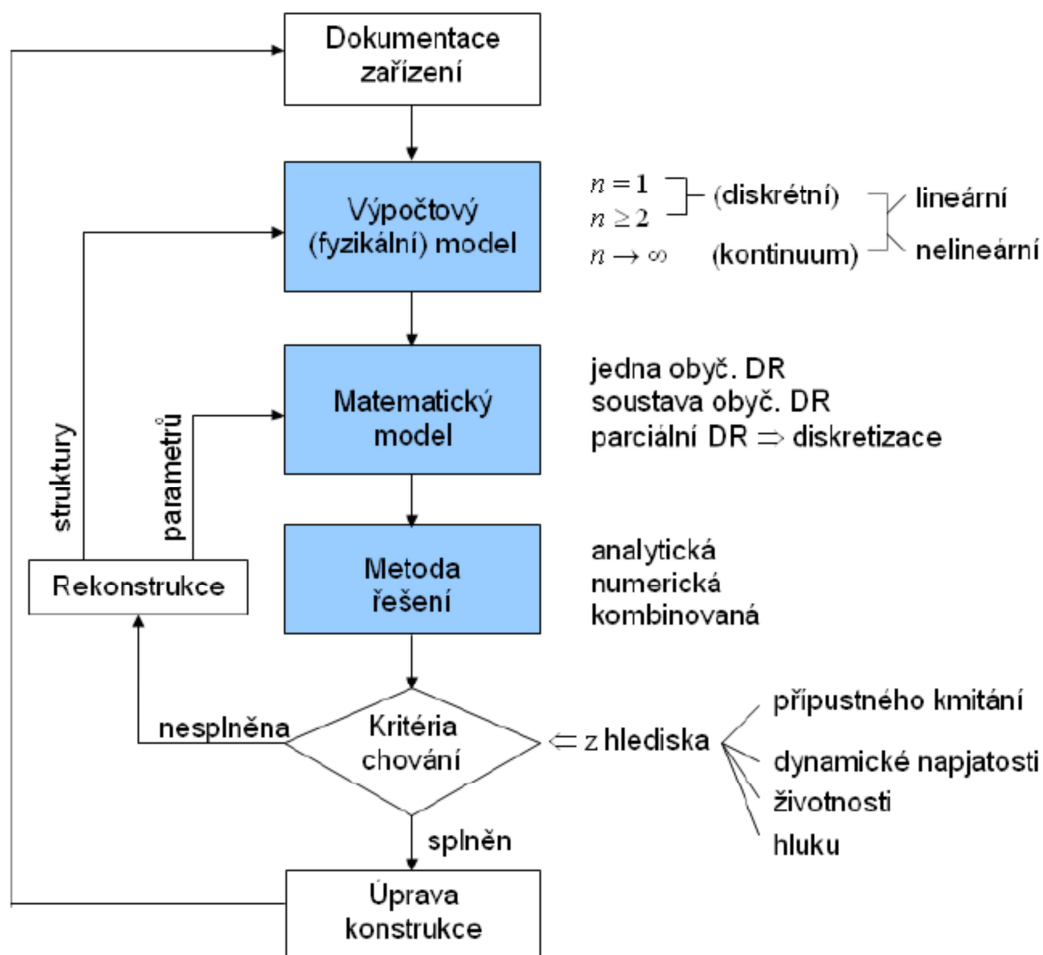 Dokumentace
zařízení
Výpočtový
(fyzikální) model
n = 1
n ≥ 2
(diskrétní)
n → ∞
(kontinuum)
lineární
nelineární
Matematický
model
jedna obyč. DR
soustava obyč. DR
parciální DR ⇒ diskretizace
struktury
parametrů
Rekonstrukce
Metoda
řešení
analytická
numerická
kombinovaná
nesplněna
Kritéria
chování
⇐ z hlediska
přípustného kmitání
dynamické napjatosti
životnosti
hluku
splněn
Úprava
konstrukce